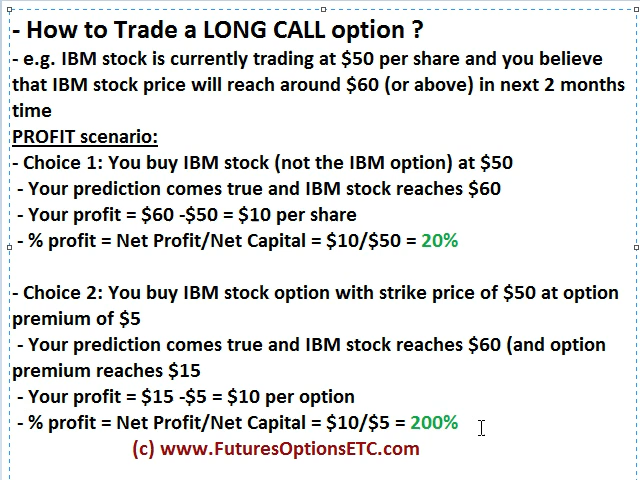 - How to Trade a LONG CALL option ?
- e.g. IBM stock is currently trading at $50 per share and you believe
that IBM stock price will reach around $60 (or above) in next 2 months
time
PROFIT scenario:
- Choice 1: You buy IBM stock (not the IBM option) at $50
- Your prediction comes true and IBM stock reaches $60
- Your profit = $60 -$50 = $10 per share
- % profit = Net Profit/Net Capital = $10/$50 = 20%
- Choice 2: You buy IBM stock option with strike price of $50 at option
premium of $5
- Your prediction comes true and IBM stock reaches $60 (and option
premium reaches $15
- Your profit = $15 -$5 = $10 per option
- % profit = Net Profit/Net Capital = $10/$5 = 200%
(c) www.FuturesOptionsETC.com